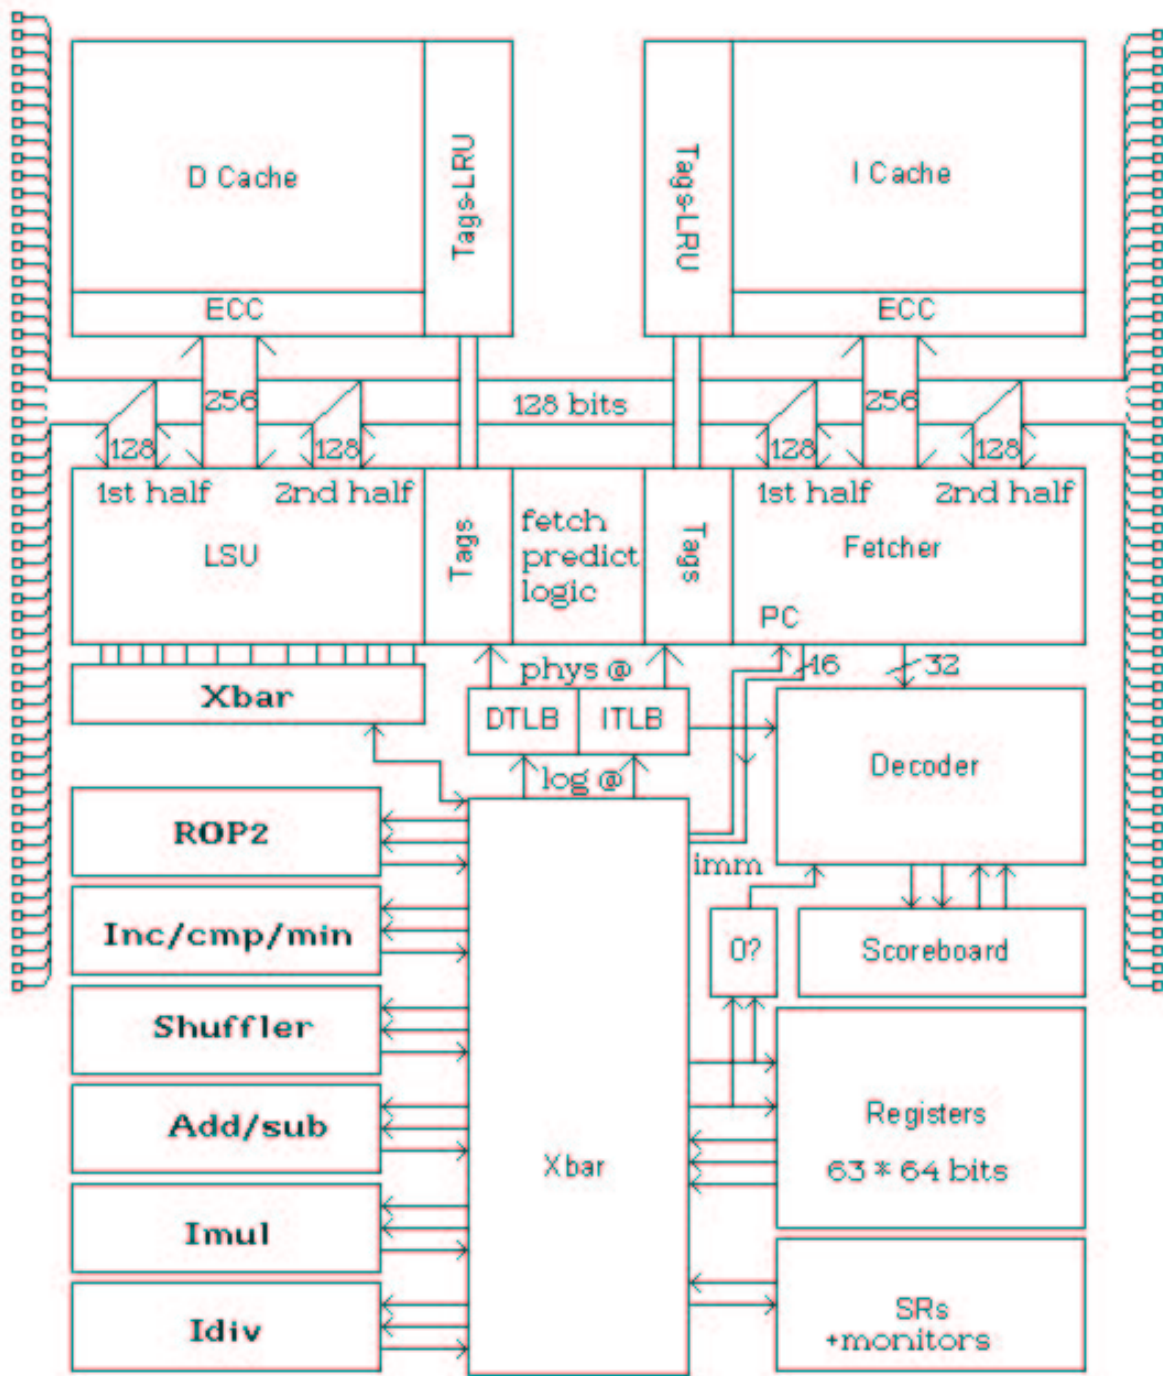 D Cache
Tags-LRU
Tags-LRU
I Cache
ECC
ECC
256
128 bits
256
128
128
128
128
1st half
2nd half
1st half
2nd half
LSU
Tags
fetch
predict
logic
Tags
Fetcher
PC
phys @
16
32
Xbar
DTLB
ITLB
Decoder
log @
ROP2
imm
Inc/cmp/min
0?
Scoreboard
Shuffler
Add/sub
Registers
63 * 64 bits
Xbar
Imul
Idiv
SRs
+monitors